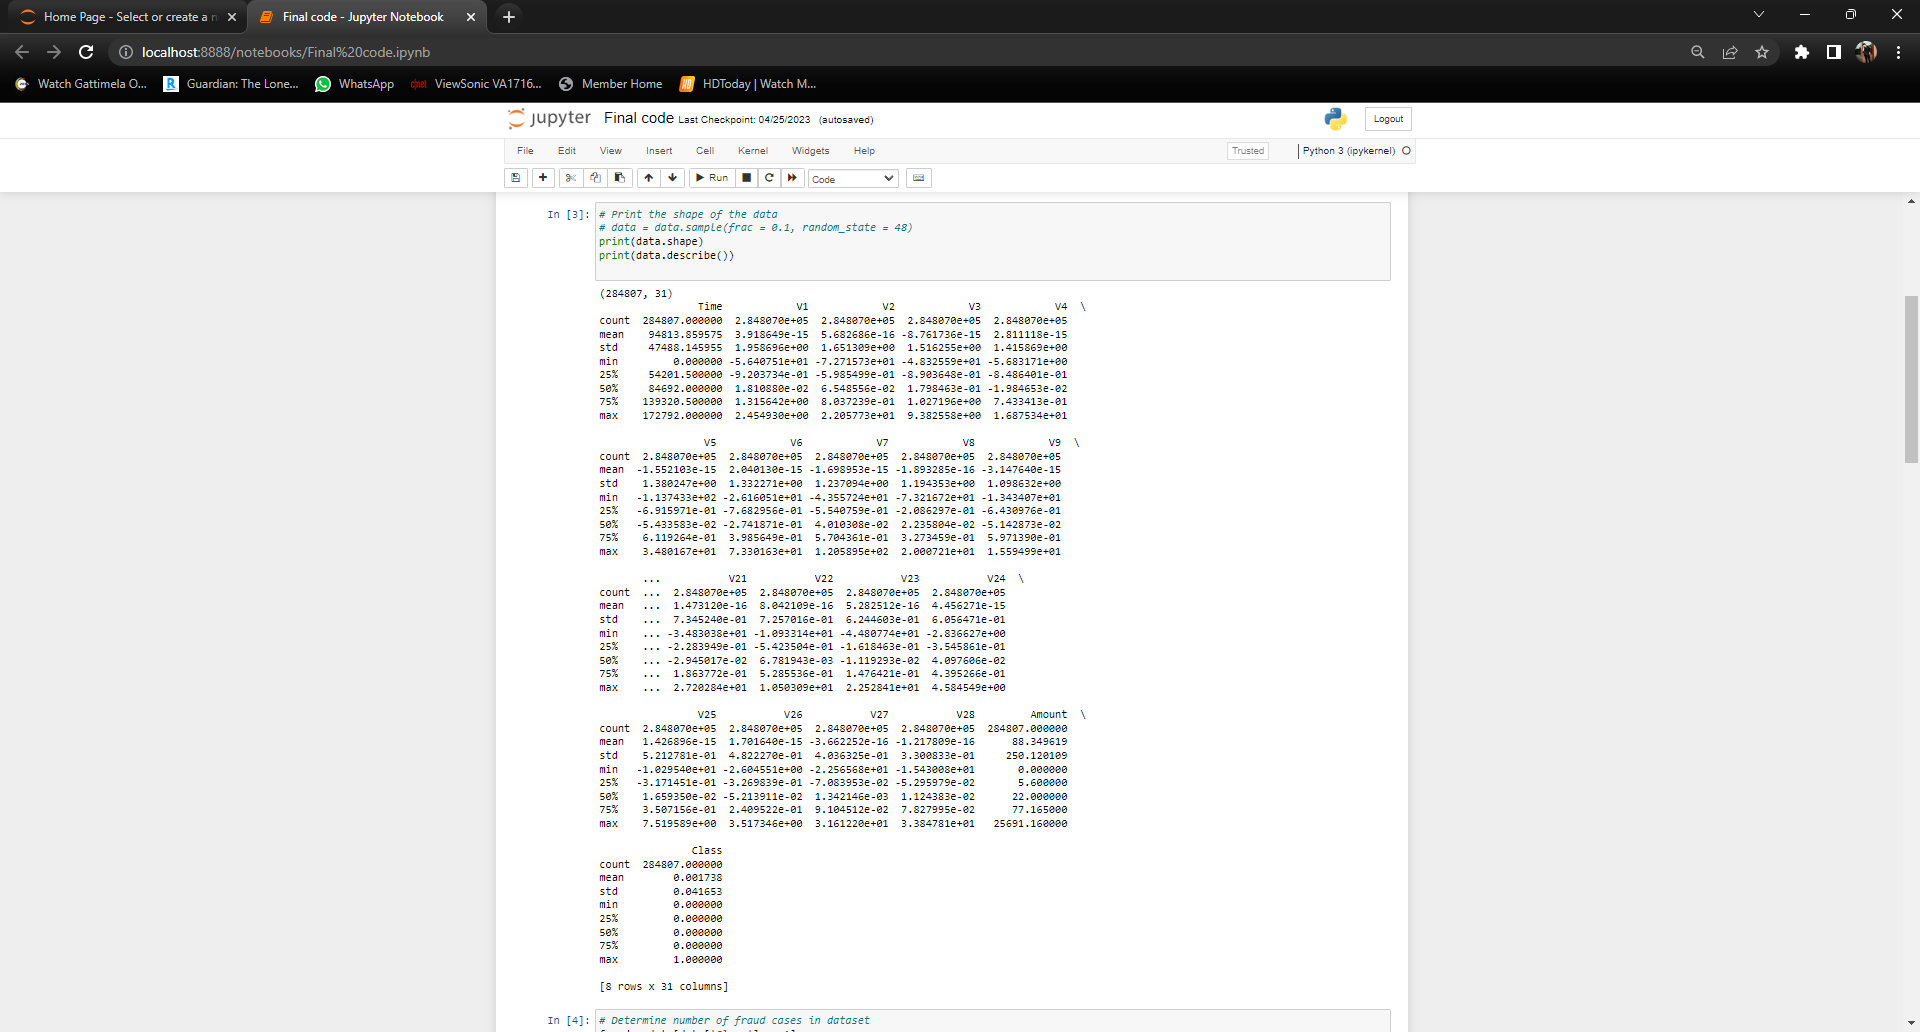 Home Page - Select or create a n
Final code - Jupyter Notebook
localhost:8888/notebooks/Final%20code.ipynb
Watch Gattimela O... Guardian: The Lone... WhatsApp cnet ViewSonic VA1716... Member Home HD HDToday | Watch M...
jupyter Final code Last Checkpoint: 04/25/2023 (autosaved) Logout
File Edit View Insert Cell Kernel Widgets Help Trusted Python 3 (ipykernel)
Run Code
In [3]: # Print the shape of the data
# data = data.sample(frac = 0.1, random_state = 48)
print(data.shape)
print(data.describe())
(284807, 31)
Time V1 V2 V3 V4 \
count 284807.000000 2.848070e+05 2.848070e+05 2.848070e+05 2.848070e+05
mean 94813.859575 3.918649e-15 5.682686e-16 -8.761736e-15 2.811118e-15
std 47488.145955 1.958696e+00 1.651309e+00 1.516255e+00 1.415869e+00
min 0.000000 -5.640751e+01 -7.271573e+01 -4.832559e+01 -5.683171e+00
25% 54201.500000 -9.203734e-01 -5.985499e-01 -8.903648e-01 -8.486401e-01
50% 84692.000000 1.810880e-02 6.548556e-02 1.798463e-01 -1.984653e-02
75% 139320.500000 1.315642e+00 8.037239e-01 1.027196e+00 7.433413e-01
max 172792.000000 2.454930e+00 2.205773e+01 9.382558e+00 1.687534e+01
V5 V6 V7 V8 V9 \
count 2.848070e+05 2.848070e+05 2.848070e+05 2.848070e+05 2.848070e+05
mean -1.552103e-15 2.040130e-15 -1.698953e-15 -1.893285e-16 -3.147640e-15
std 1.380247e+00 1.332271e+00 1.237094e+00 1.194353e+00 1.098632e+00
min -1.137433e+02 -2.616051e+01 -4.355724e+01 -7.321672e+01 -1.343407e+01
25% -6.915971e-01 -7.682956e-01 -5.540759e-01 -2.086297e-01 -6.430976e-01
50% -5.433583e-02 -2.741871e-01 4.010308e-02 2.235804e-02 -5.142873e-02
75% 6.119264e-01 3.985649e-01 5.704361e-01 3.273459e-01 5.971390e-01
max 3.480167e+01 7.330163e+01 1.205895e+02 2.000721e+01 1.559499e+01
... V21 V22 V23 V24 \
count ... 2.848070e+05 2.848070e+05 2.848070e+05 2.848070e+05
mean ... 1.473120e-16 8.042109e-16 5.282512e-16 4.456271e-15
std ... 7.345240e-01 7.257016e-01 6.244603e-01 6.056471e-01
min ... -3.483038e+01 -1.093314e+01 -4.480774e+01 -2.836627e+00
25% ... -2.283949e-01 -5.423504e-01 -1.618463e-01 -3.545861e-01
50% ... -2.945017e-02 6.781943e-03 -1.119293e-02 4.097606e-02
75% ... 1.863772e-01 5.285536e-01 1.476421e-01 4.395266e-01
max ... 2.720284e+01 1.050309e+01 2.252841e+01 4.584549e+00
V25 V26 V27 V28 Amount \
count 2.848070e+05 2.848070e+05 2.848070e+05 2.848070e+05 284807.000000
mean 1.426896e-15 1.701640e-15 -3.662252e-16 -1.217809e-16 88.349619
std 5.212781e-01 4.822270e-01 4.036325e-01 3.300833e-01 250.120109
min -1.029540e+01 -2.604551e+00 -2.256568e+01 -1.543008e+01 0.000000
25% -3.171451e-01 -3.269839e-01 -7.083953e-02 -5.295979e-02 5.600000
50% 1.659350e-02 -5.213911e-02 1.342146e-03 1.124383e-02 22.000000
75% 3.507156e-01 2.409522e-01 9.104512e-02 7.827995e-02 77.165000
max 7.519589e+00 3.517346e+00 3.161220e+01 3.384781e+01 25691.160000
Class
count 284807.000000
mean 0.001738
std 0.041653
min 0.000000
25% 0.000000
50% 0.000000
75% 0.000000
max 1.000000
[8 rows x 31 columns]
In [4]: # Determine number of fraud cases in dataset